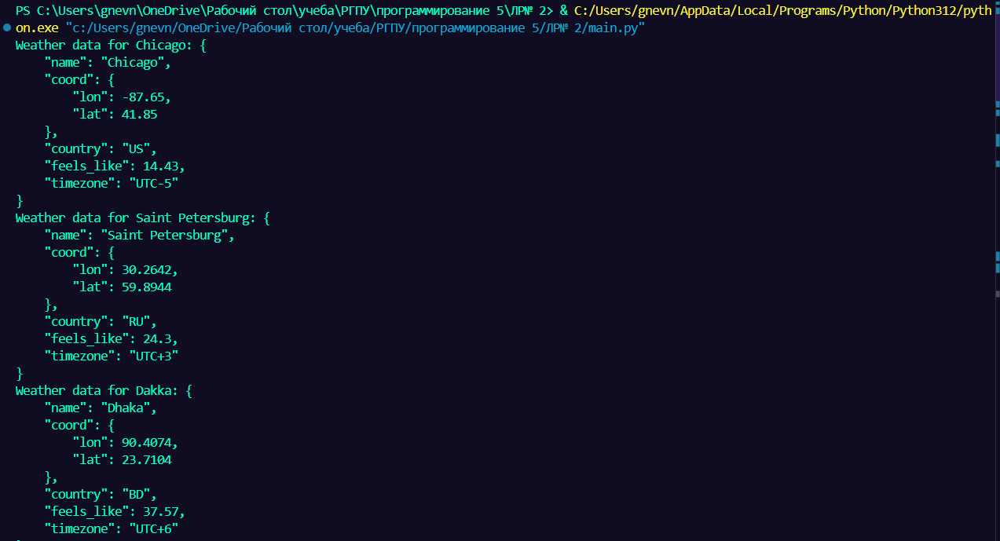 PS C:\Users\gnevn\OneDrive\Рабочий стол\учеба\РГПУ\программирование 5\ЛР№ 2> & C:/Users/gnevn/AppData/Local/Programs/Python/Python312/pyth
on.exe "c:/Users/gnevn/OneDrive/Рабочий стол/учеба/РГПУ/программирование 5/ЛР№ 2/main.py"
Weather data for Chicago: {
    "name": "Chicago",
    "coord": {
        "lon": -87.65,
        "lat": 41.85
    },
    "country": "US",
    "feels_like": 14.43,
    "timezone": "UTC-5"
}
Weather data for Saint Petersburg: {
    "name": "Saint Petersburg",
    "coord": {
        "lon": 30.2642,
        "lat": 59.8944
    },
    "country": "RU",
    "feels_like": 24.3,
    "timezone": "UTC+3"
}
Weather data for Dakka: {
    "name": "Dhaka",
    "coord": {
        "lon": 90.4074,
        "lat": 23.7104
    },
    "country": "BD",
    "feels_like": 37.57,
    "timezone": "UTC+6"